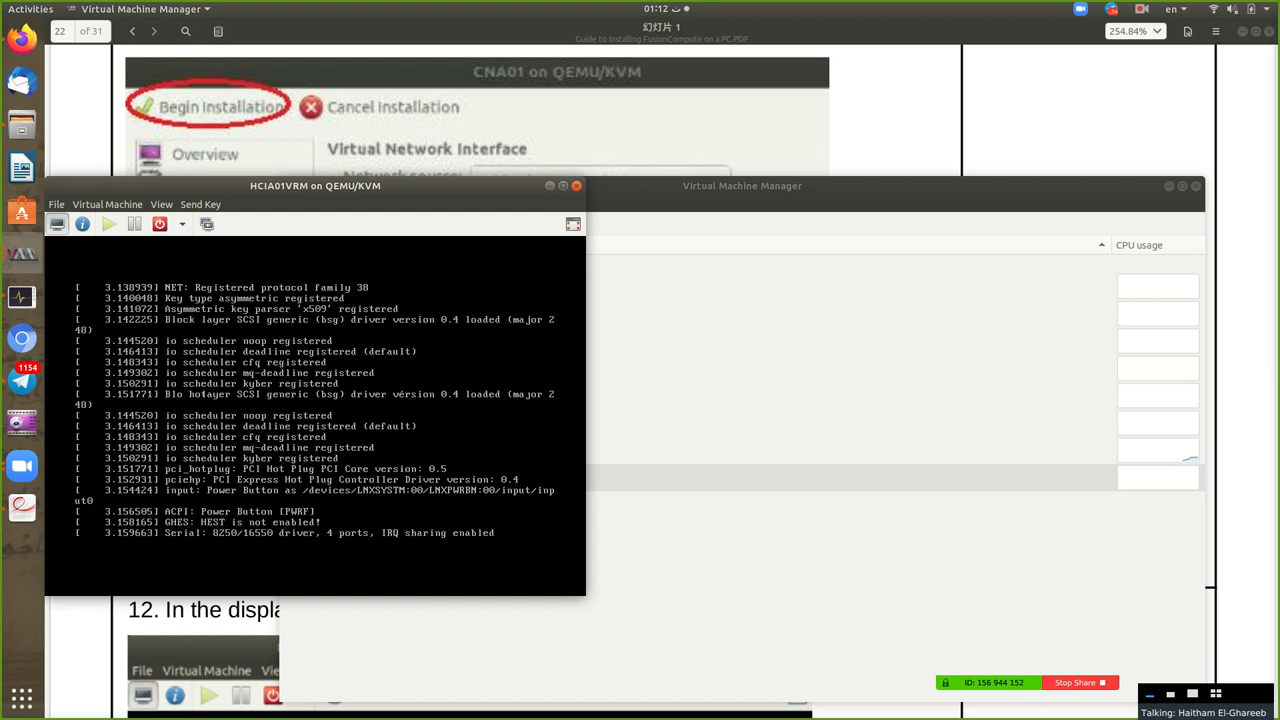 Activities
Virtual Machine Manager
01:12 ت
en
22 of 31
幻灯片 1
Guide to Installing FusionCompute on a PC.PDF
254.84%
CNA01 on QEMU/KVM
Begin Installation
Cancel Installation
Overview
Virtual Network Interface
HCIA01VRM on QEMU/KVM
Virtual Machine Manager
File Virtual Machine View Send Key
CPU usage
[ 3.138939] NET: Registered protocol family 38
[ 3.140048] Key type asymmetric registered
[ 3.141072] Asymmetric key parser 'x509' registered
[ 3.142225] Block layer SCSI generic (bsg) driver version 0.4 loaded (major 2
48)
[ 3.144520] io scheduler noop registered
[ 3.146413] io scheduler deadline registered (default)
[ 3.148343] io scheduler cfq registered
[ 3.149302] io scheduler mq-deadline registered
[ 3.150291] io scheduler kyber registered
[ 3.151771] Blo hotlayer SCSI generic (bsg) driver version 0.4 loaded (major 2
48)
[ 3.144520] io scheduler noop registered
[ 3.146413] io scheduler deadline registered (default)
[ 3.148343] io scheduler cfq registered
[ 3.149302] io scheduler mq-deadline registered
[ 3.150291] io scheduler kyber registered
[ 3.151771] pci_hotplug: PCI Hot Plug PCI Core version: 0.5
[ 3.152931] pciehp: PCI Express Hot Plug Controller Driver version: 0.4
[ 3.154424] input: Power Button as /devices/LNXSYSTM:00/LNXPWRBN:00/input/inp
ut0
[ 3.156505] ACPI: Power Button [PWRF]
[ 3.158165] GHES: HEST is not enabled!
[ 3.159663] Serial: 8250/16550 driver, 4 ports, IRQ sharing enabled
1154
12. In the displa
File Virtual Machine Vie
ID: 156 944 152
Stop Share
Talking: Haitham El-Ghareeb